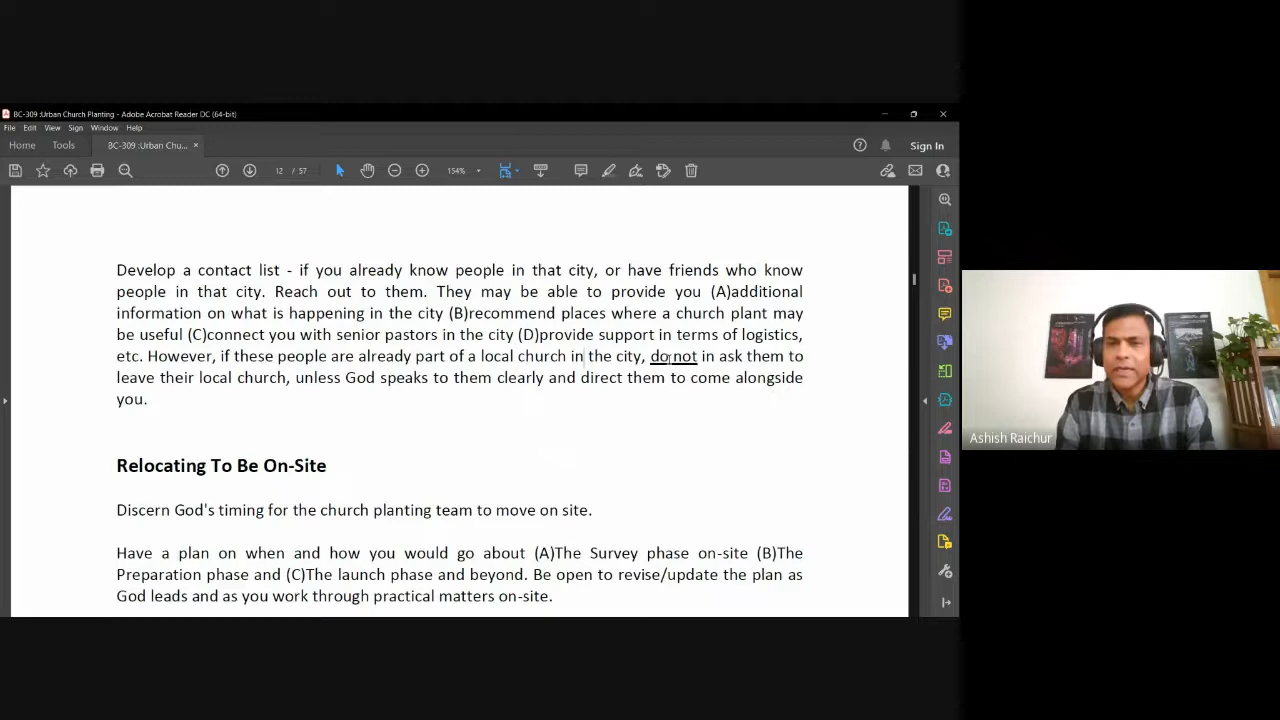 BC-309 :Urban Church Planting - Adobe Acrobat Reader DC (64-bit)
File Edit View Sign Window Help
Home Tools BC-309 :Urban Chu... × Sign In
12 / 57 154%
Develop a contact list - if you already know people in that city, or have friends who know
people in that city. Reach out to them. They may be able to provide you (A)additional
information on what is happening in the city (B)recommend places where a church plant may
be useful (C)connect you with senior pastors in the city (D)provide support in terms of logistics,
etc. However, if these people are already part of a local church in the city, do not in ask them to
leave their local church, unless God speaks to them clearly and direct them to come alongside
you.
Relocating To Be On-Site
Discern God's timing for the church planting team to move on site.
Have a plan on when and how you would go about (A)The Survey phase on-site (B)The
Preparation phase and (C)The launch phase and beyond. Be open to revise/update the plan as
God leads and as you work through practical matters on-site.
Ashish Raichur